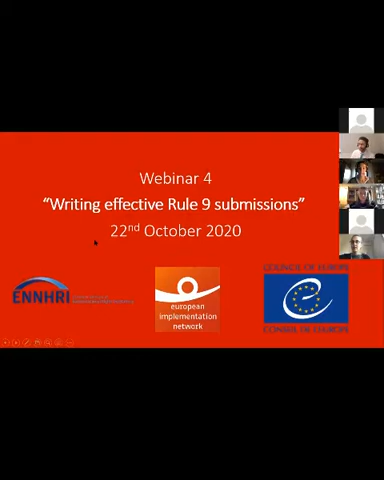 Webinar 4
“Writing effective Rule 9 submissions”
22nd October 2020
ENNHRI
european
implementation
network
COUNCIL OF EUROPE
CONSEIL DE L'EUROPE